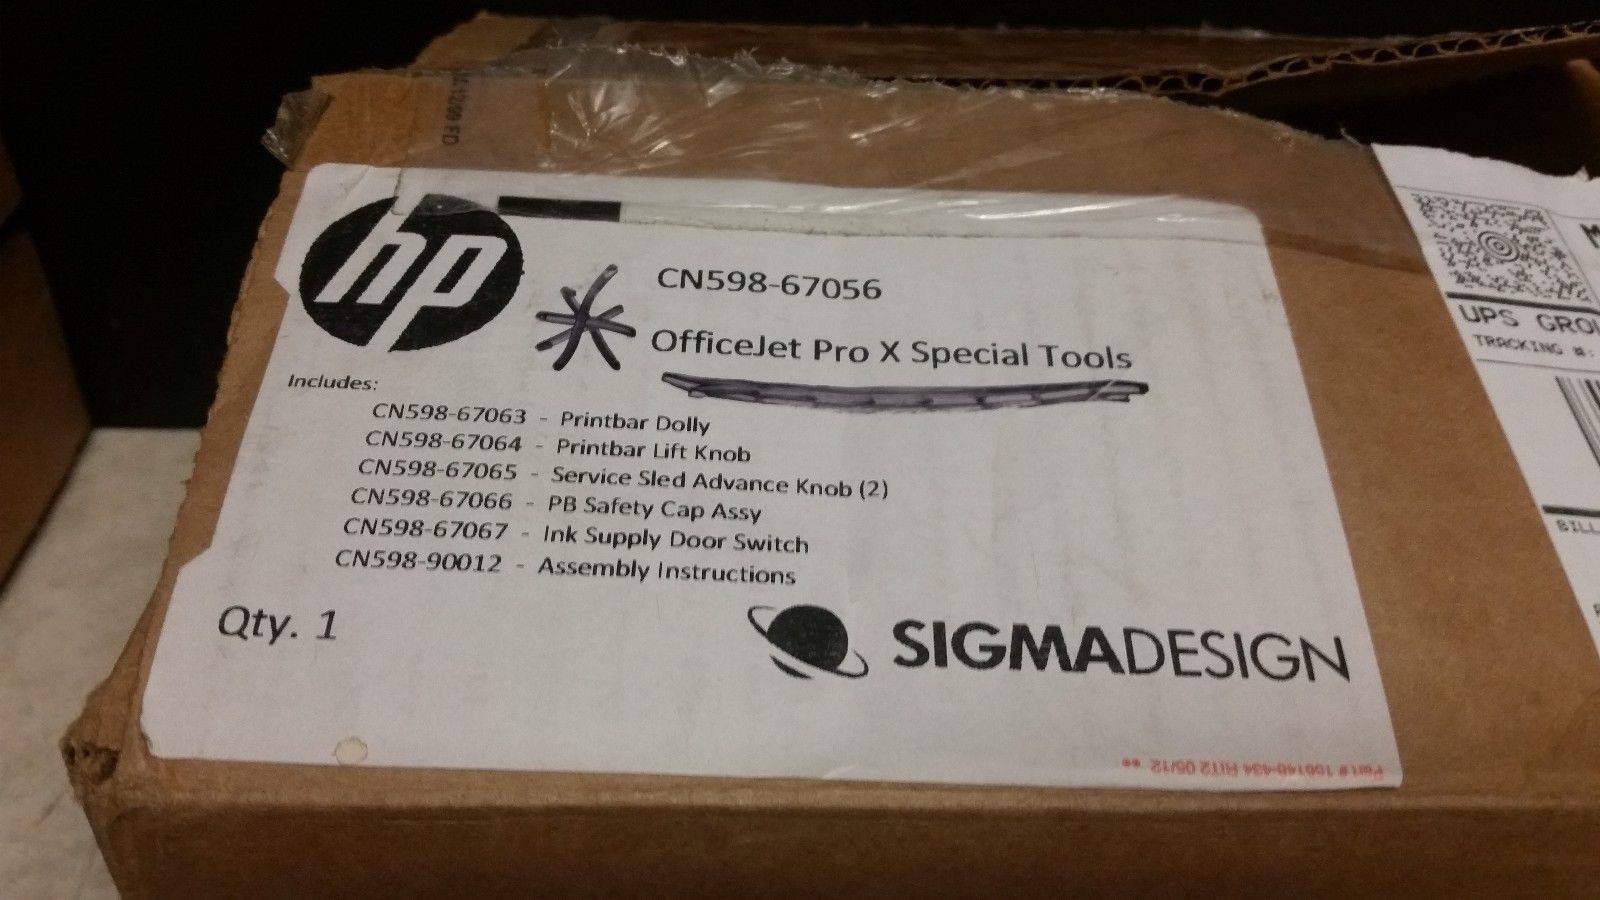 hp
CN598-67056
OfficeJet Pro X Special Tools
Includes:
CN598-67063 - Printbar Dolly
CN598-67064 - Printbar Lift Knob
CN598-67065 - Service Sled Advance Knob (2)
CN598-67066 - PB Safety Cap Assy
CN598-67067 - Ink Supply Door Switch
CN598-90012 - Assembly Instructions
Qty. 1
SIGMADESIGN
UPS GRO
TRACKING #:
BILL